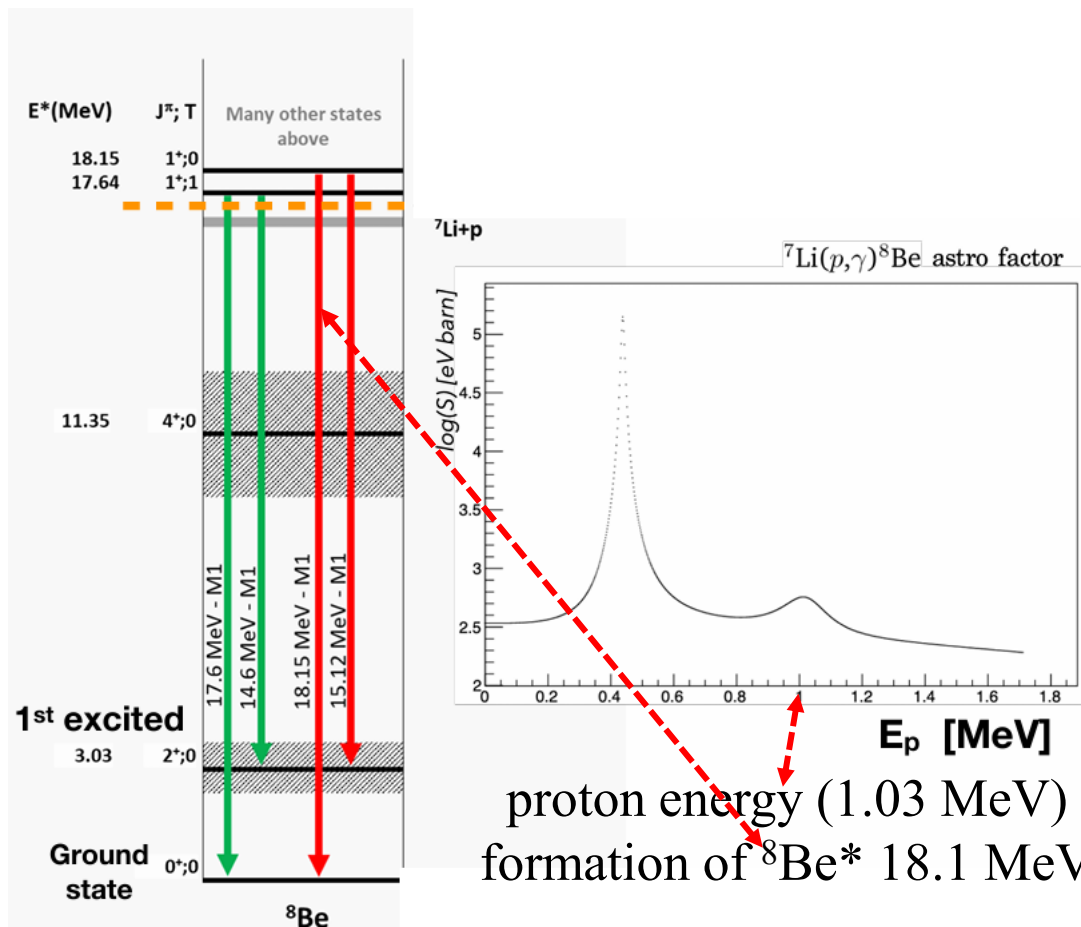 E*(MeV) Jπ; T
Many other states
above
18.15 1+;0
17.64 1+;1
7Li+p
7Li(p,γ)8Be astro factor
log(S) [eV barn]
5
4.5
4
3.5
3
2.5
2
0 0.2 0.4 0.6 0.8 1 1.2 1.4 1.6 1.8
Ep [MeV]
11.35 4+;0
17.6 MeV - M1
14.6 MeV - M1
18.15 MeV - M1
15.12 MeV - M1
1st excited
3.03 2+;0
Ground
state
0+;0
8Be
proton energy (1.03 MeV)
formation of 8Be* 18.1 MeV